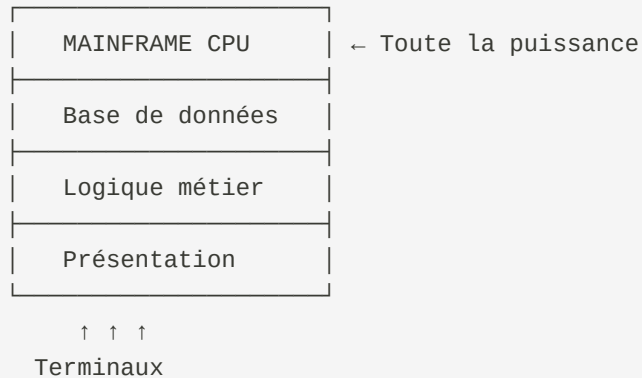 MAINFRAME CPU ← Toute la puissance
Base de données
Logique métier
Présentation
↑ ↑ ↑
Terminaux